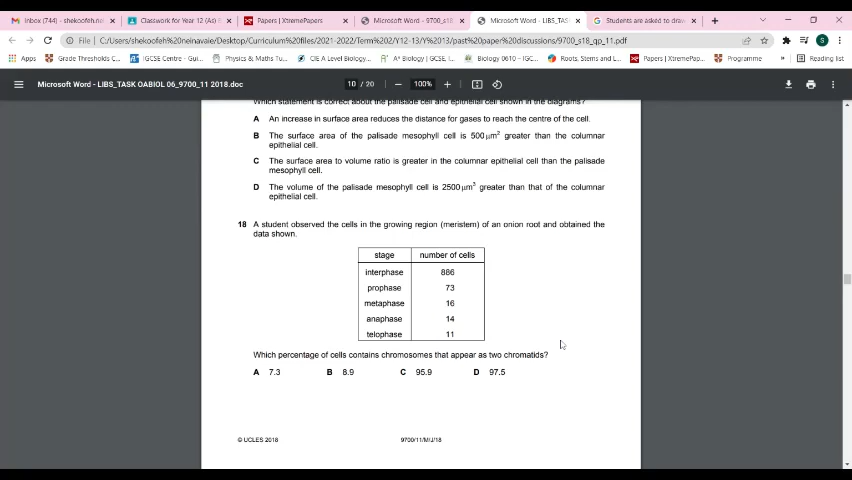 Inbox (744) - shekoofeh.nein
Classwork for Year 12 (As) B
Papers | XtremePapers
Microsoft Word - 9700_s18_qp
Microsoft Word - LIBS_TASK
Students are asked to draw
File | C:/Users/shekoofeh%20neinavaie/Desktop/Curriculum%20files/2021-2022/Term%202/Y12-13/Y%2013/past%20paper%20discussions/9700_s18_qp_11.pdf
Apps
Grade Thresholds C...
IGCSE Centre - Gui...
Physics & Maths Tu...
CIE A Level Biology...
A* Biology | GCSE, I...
Biology 0610 – IGC...
Roots, Stems and L...
Papers | XtremePap...
Programme
Reading list
Microsoft Word - LIBS_TASK OABIOL 06_9700_11 2018.doc
10 / 20
100%
Which statement is correct about the palisade cell and epithelial cell shown in the diagrams?
A An increase in surface area reduces the distance for gases to reach the centre of the cell.
B The surface area of the palisade mesophyll cell is 500 μm² greater than the columnar
epithelial cell.
C The surface area to volume ratio is greater in the columnar epithelial cell than the palisade
mesophyll cell.
D The volume of the palisade mesophyll cell is 2500 μm³ greater than that of the columnar
epithelial cell.
18 A student observed the cells in the growing region (meristem) of an onion root and obtained the
data shown.
stage number of cells
interphase 886
prophase 73
metaphase 16
anaphase 14
telophase 11
Which percentage of cells contains chromosomes that appear as two chromatids?
A 7.3 B 8.9 C 95.9 D 97.5
© UCLES 2018 9700/11/M/J/18